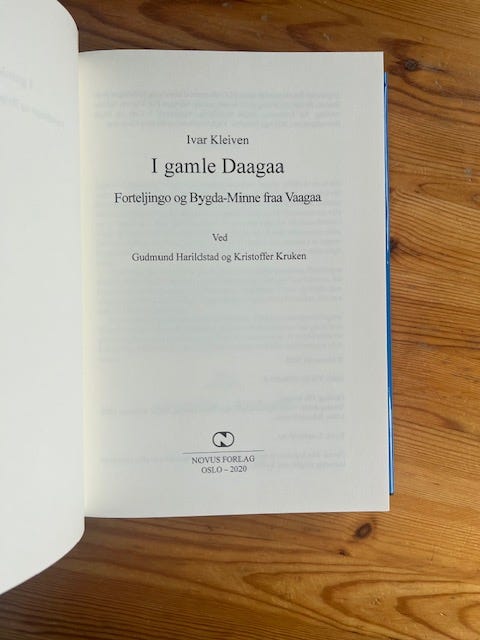 Ivar Kleiven
I gamle Daagaa
Forteljingo og Bygda-Minne fraa Vaagaa
Ved
Gudmund Harildstad og Kristoffer Kruken
NOVUS FORLAG
OSLO – 2020